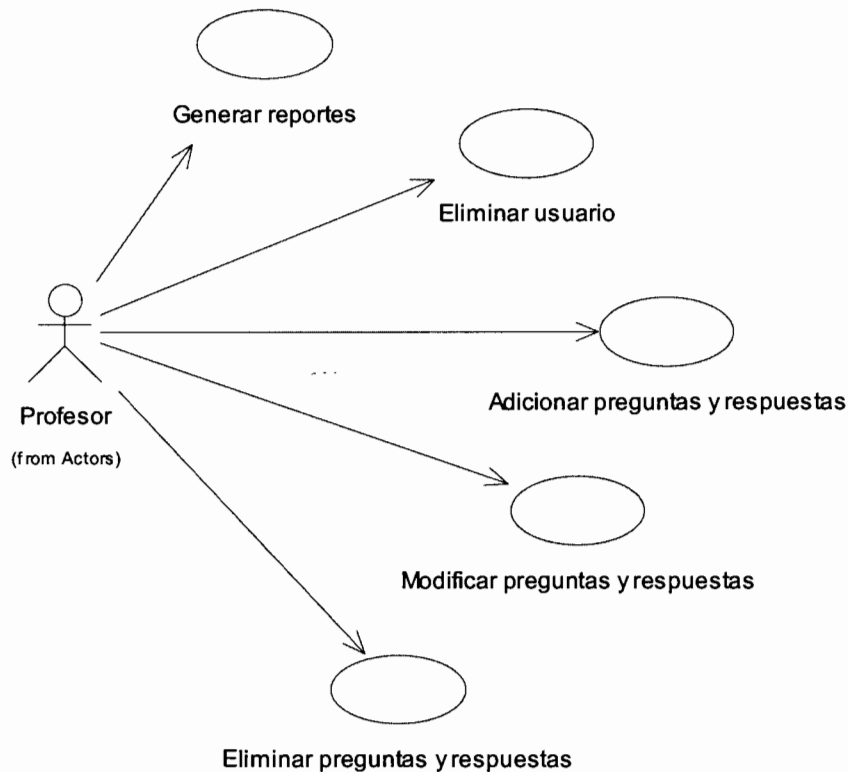 Generar reportes
Eliminar usuario
Adicionar preguntas y respuestas
Profesor
(from Actors)
Modificar preguntas y respuestas
Eliminar preguntas y respuestas